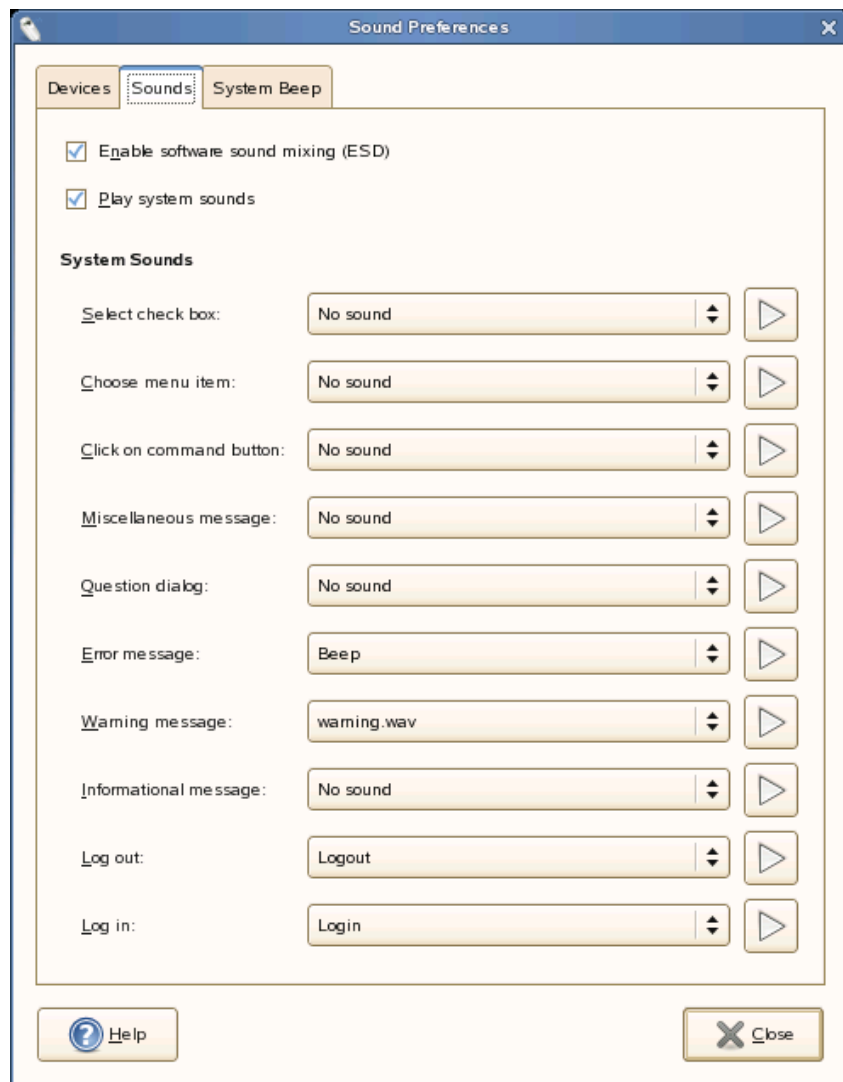 Sound Preferences
Devices Sounds System Beep
Enable software sound mixing (ESD)
Play system sounds
System Sounds
Select check box: No sound
Choose menu item: No sound
Click on command button: No sound
Miscellaneous message: No sound
Question dialog: No sound
Error message: Beep
Warning message: warning.wav
Informational message: No sound
Log out: Logout
Log in: Login
Help Close